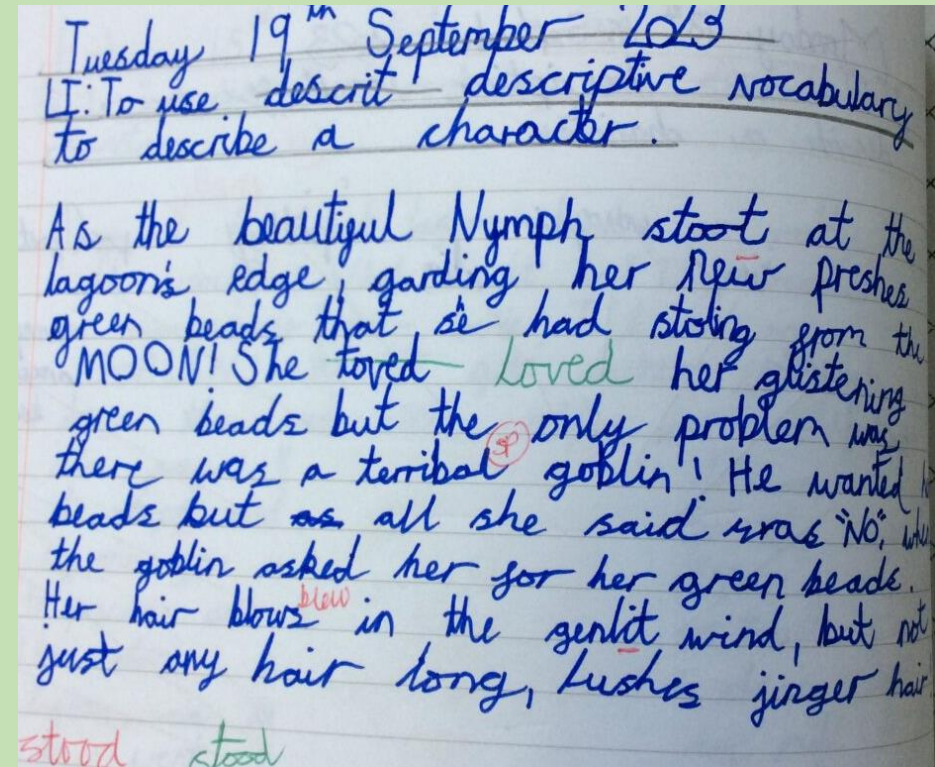 Tuesday 19th September 2023
LI: To use descrit descriptive vocabulary
to describe a character.
As the beautiful Nymph stoot at the
lagoon's edge, garding her new preshes
green beads that se had stoling from the
MOON! She toved Loved her glistening
green beads but the only problem was
there was a terribal sp goblin! He wanted
beads but as all she said was "No", when
the goblin asked her for her green beads.
Her hair blows blew in the genlit wind, but not
just any hair long, lushes jinger hair
stood stood